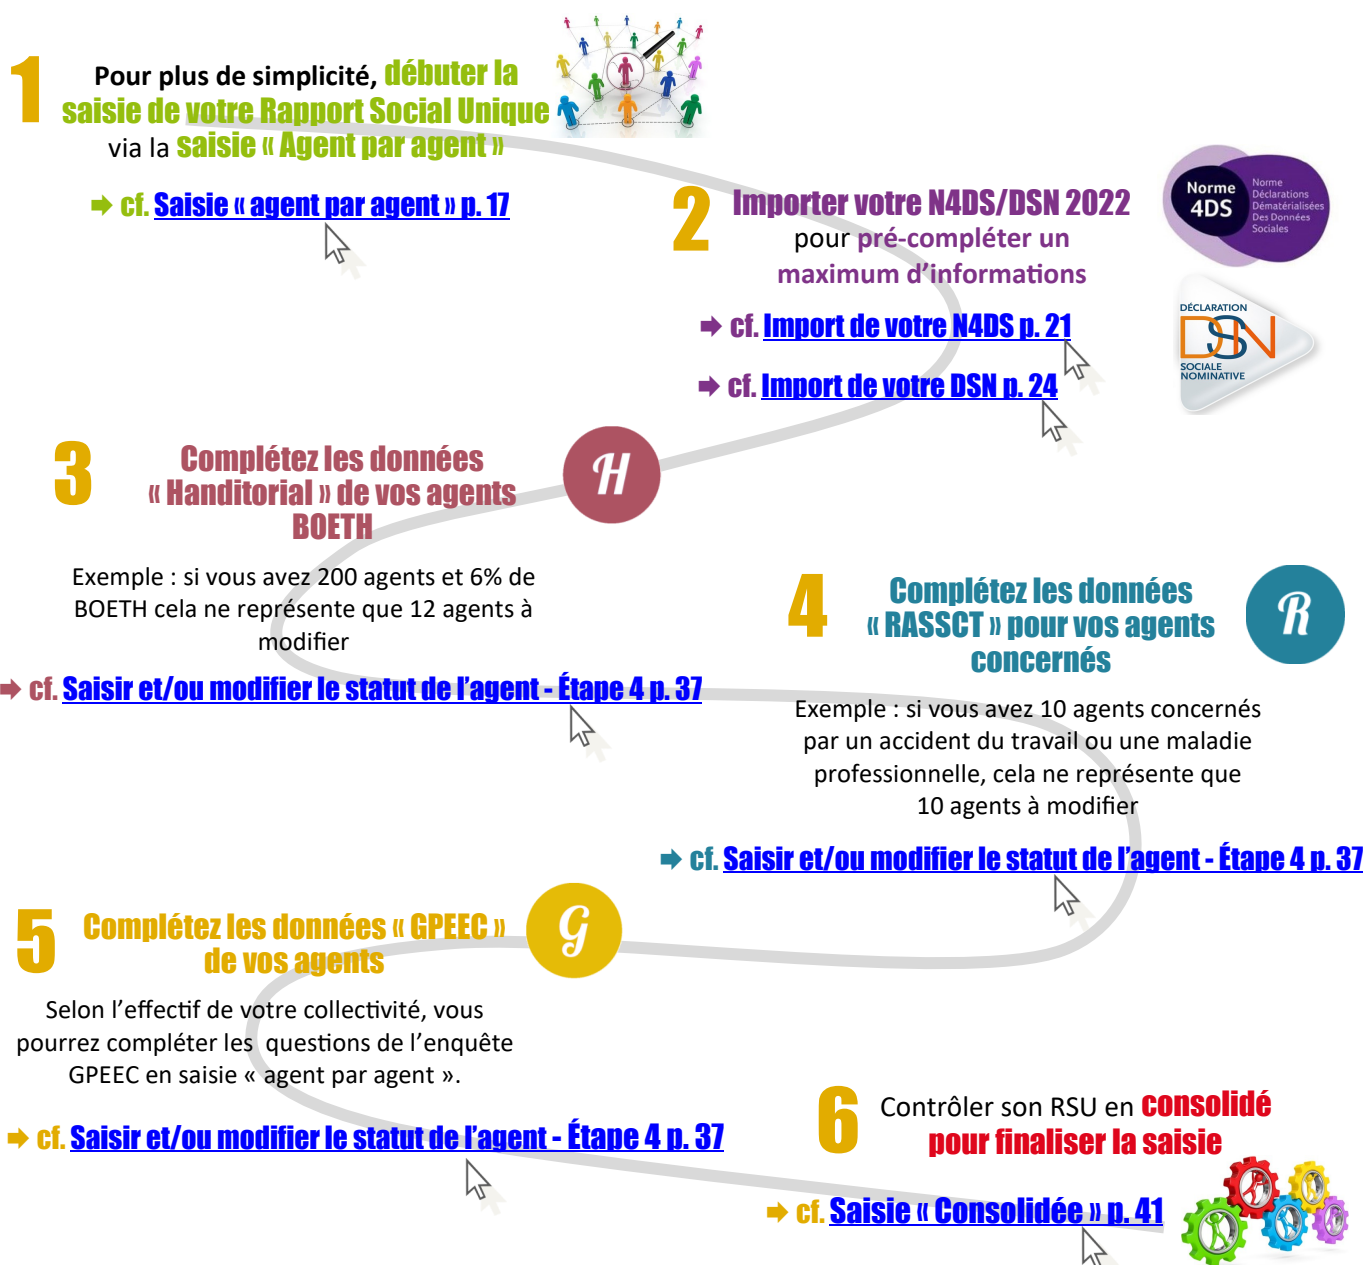 1
Pour plus de simplicité, débuter la
saisie de votre Rapport Social Unique
via la saisie « Agent par agent »
➡ cf. Saisie « agent par agent » p. 17
2
Importer votre N4DS/DSN 2022
pour pré-compléter un
maximum d'informations
➡ cf. Import de votre N4DS p. 21
➡ cf. Import de votre DSN p. 24
Norme
4DS
Norme
Déclarations
Dématérialisées
Des Données
Sociales
DÉCLARATION
DSN
SOCIALE
NOMINATIVE
3
Complétez les données
« Handitorial » de vos agents
BOETH
H
Exemple : si vous avez 200 agents et 6% de
BOETH cela ne représente que 12 agents à
modifier
➡ cf. Saisir et/ou modifier le statut de l'agent - Étape 4 p. 37
4
Complétez les données
« RASSCT » pour vos agents
concernés
R
Exemple : si vous avez 10 agents concernés
par un accident du travail ou une maladie
professionnelle, cela ne représente que
10 agents à modifier
➡ cf. Saisir et/ou modifier le statut de l'agent - Étape 4 p. 37
5
Complétez les données « GPEEC »
de vos agents
G
Selon l'effectif de votre collectivité, vous
pourrez compléter les questions de l'enquête
GPEEC en saisie « agent par agent ».
➡ cf. Saisir et/ou modifier le statut de l'agent - Étape 4 p. 37
6
Contrôler son RSU en consolidé
pour finaliser la saisie
➡ cf. Saisie « Consolidée » p. 41